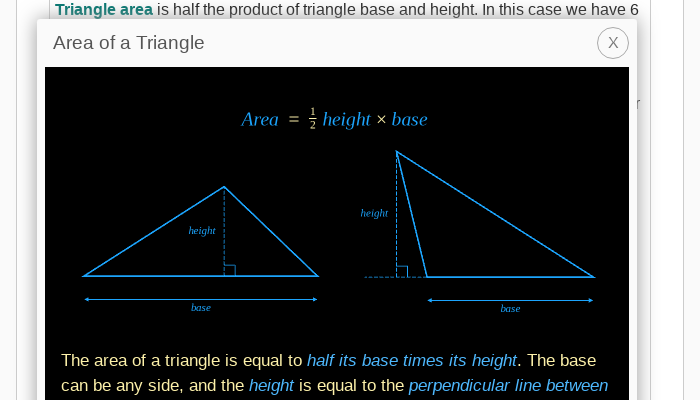 Triangle area is half the product of triangle base and height. In this case we have 6
Area of a Triangle
X
Area = 1/2 height × base
height
height
base
base
The area of a triangle is equal to half its base times its height. The base
can be any side, and the height is equal to the perpendicular line between